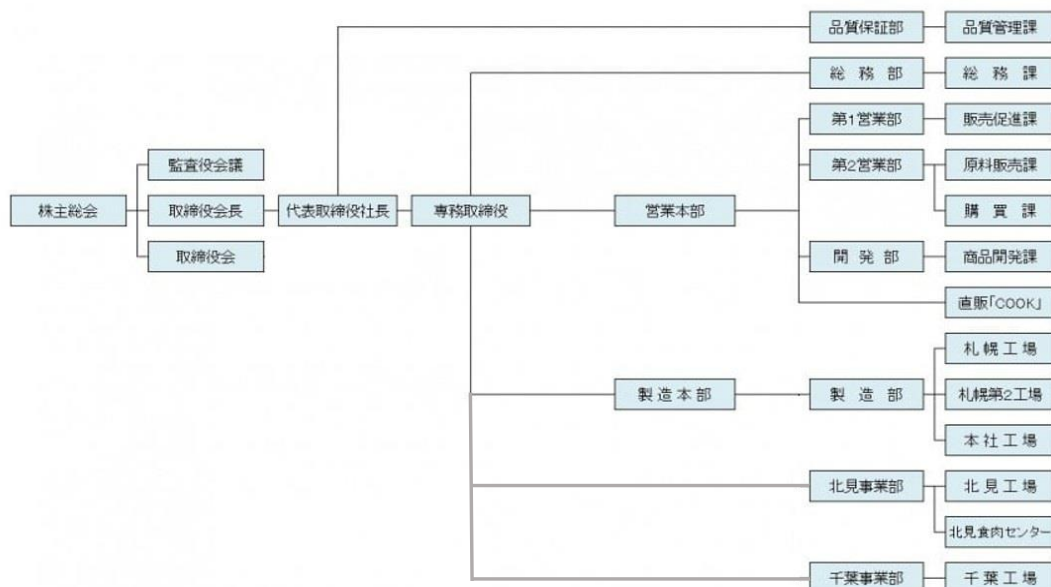 品質保証部
品質管理課
総務部
総務課
第1営業部
販売促進課
監査役会議
第2営業部
原料販売課
株主総会
取締役会長
代表取締役社長
専務取締役
営業本部
購買課
取締役会
開発部
商品開発課
直販「COOK」
札幌工場
製造本部
製造部
札幌第2工場
本社工場
北見事業部
北見工場
北見食肉センター
千葉事業部
千葉工場